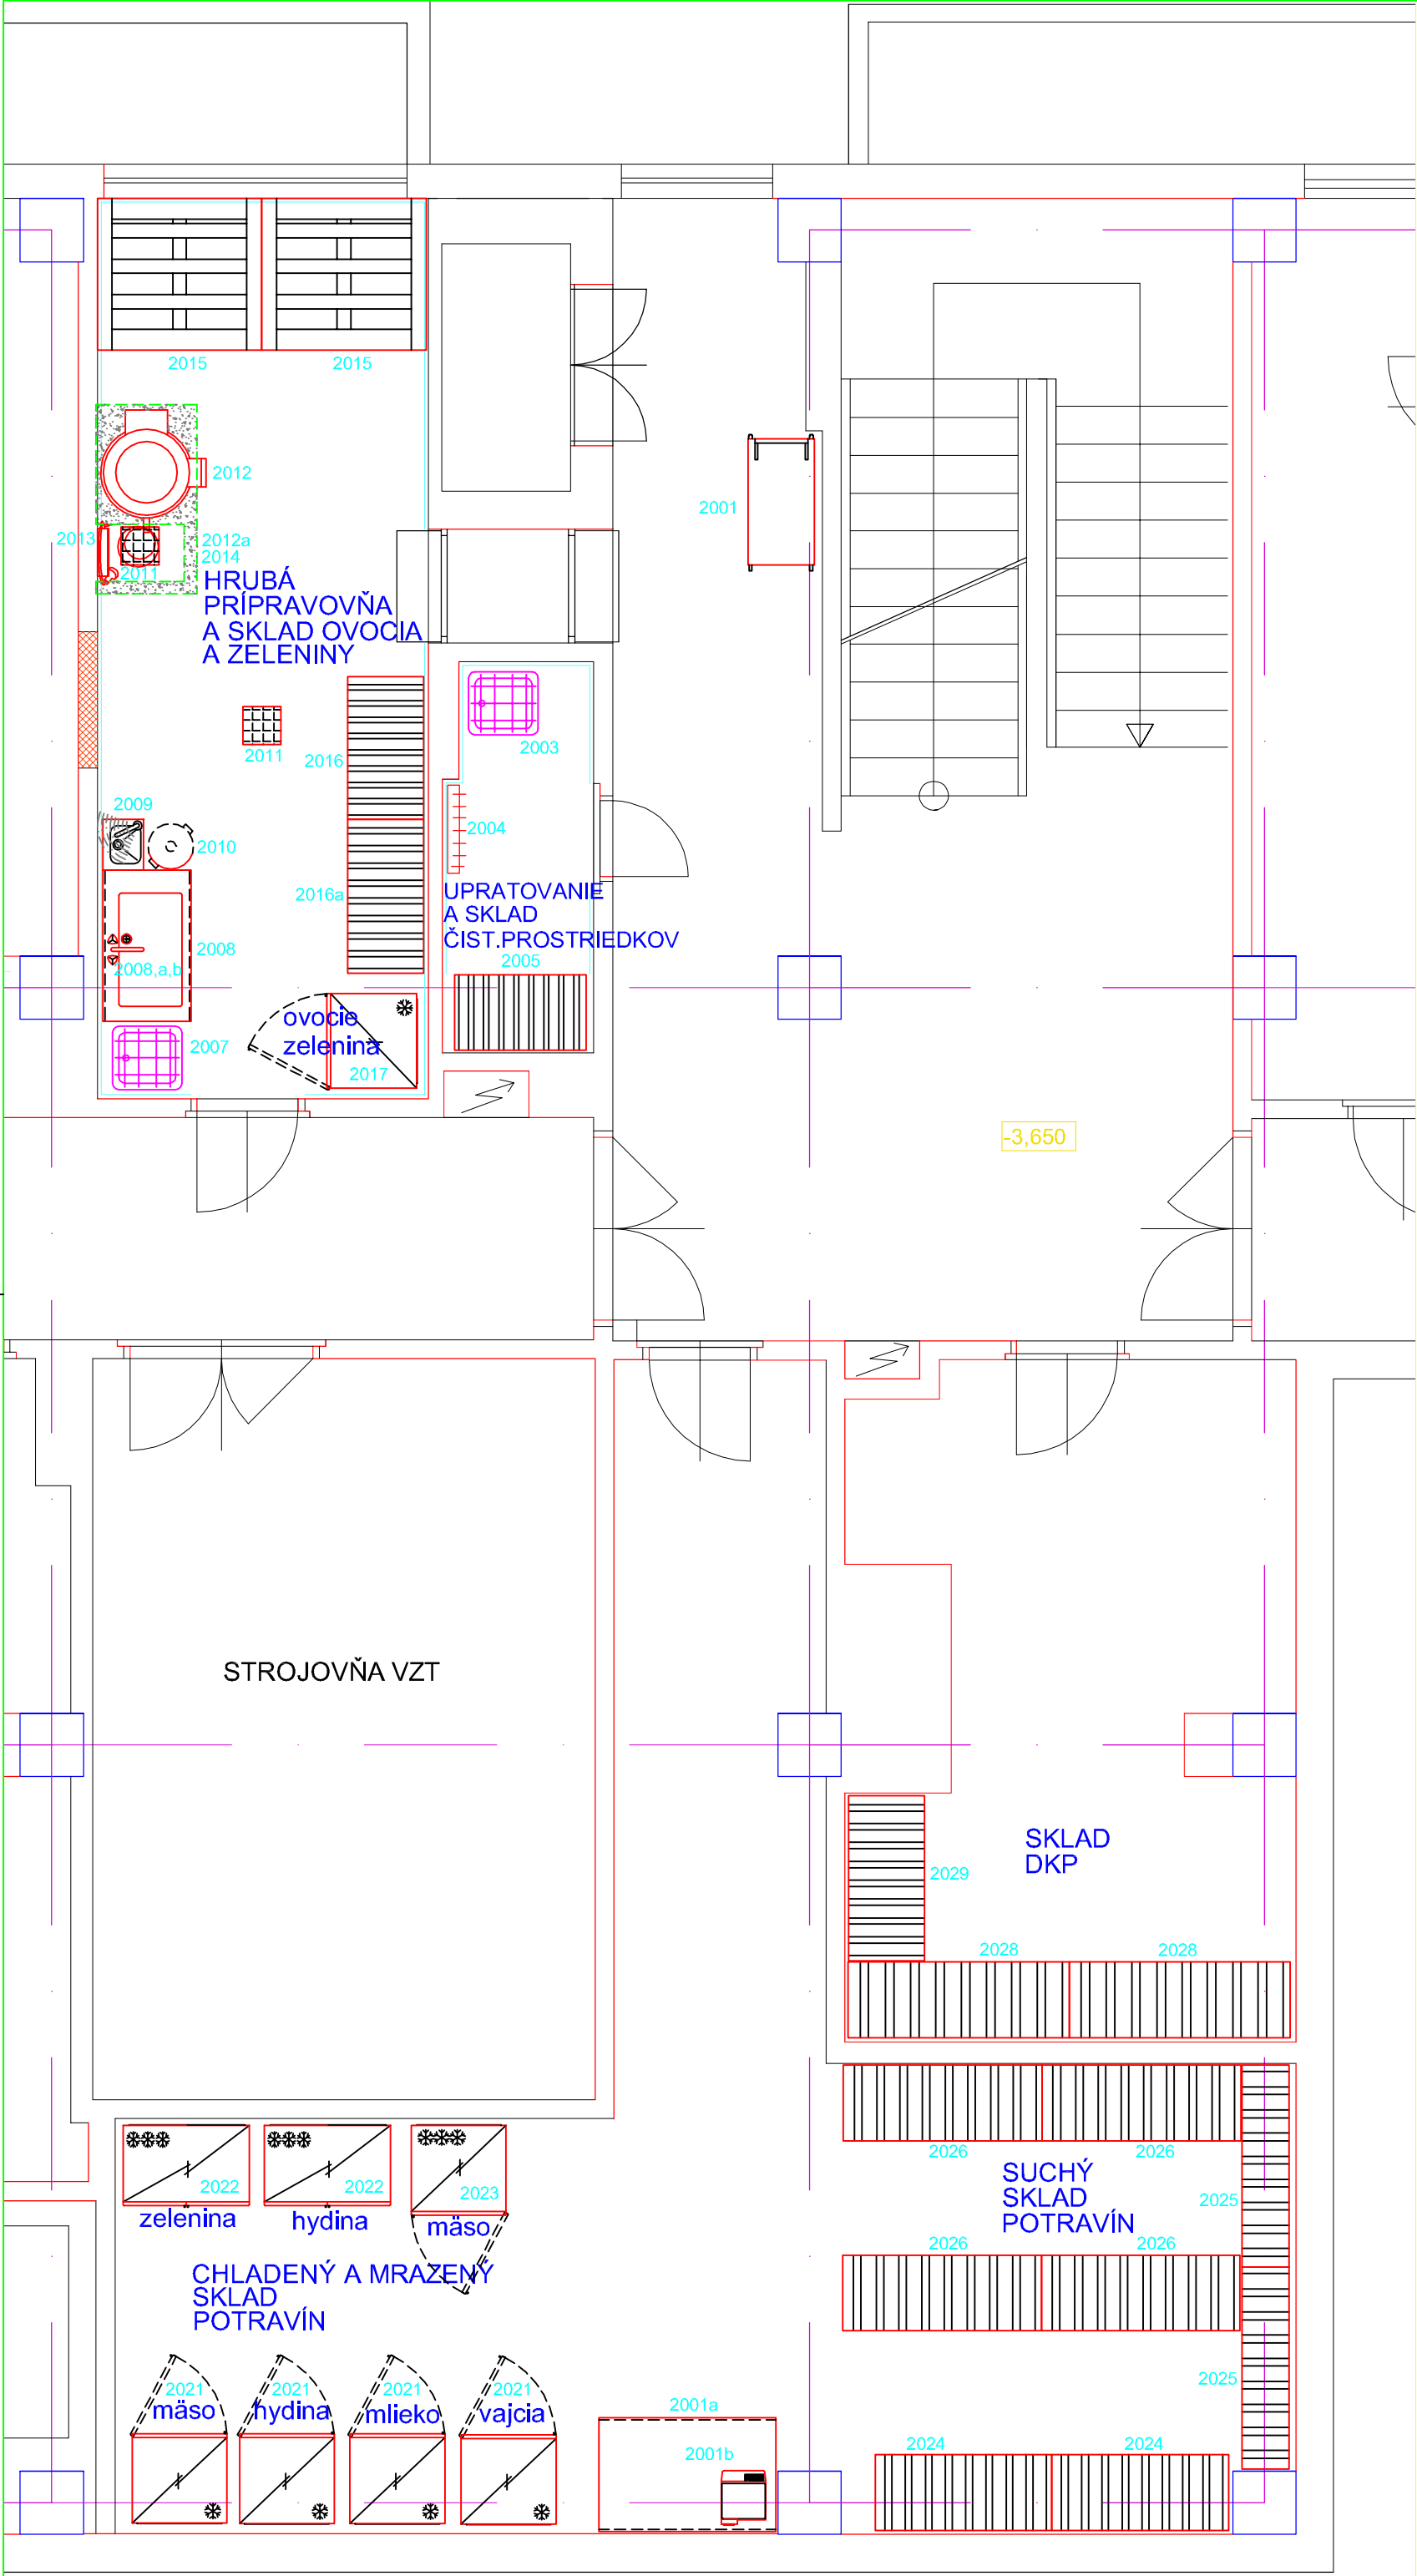 2015
2015
2012
2001
2013
2012a
2014
2011
HRUBÁ
PRÍPRAVOVŇA
A SKLAD OVOCIA
A ZELENINY
2003
2011
2016
2009
2004
2010
2016a
UPRATOVANIE
A SKLAD
ČIST.PROSTRIEDKOV
2008
2005
2008,a,b
ovocie
zelenina
2007
2017
-3,650
STROJOVŇA VZT
SKLAD
DKP
2029
2028
2028
2026
2026
SUCHÝ
SKLAD
POTRAVÍN
2025
2022
2022
2023
zelenina
hydina
mäso
2026
2026
CHLADENÝ A MRAZENÝ
SKLAD
POTRAVÍN
2025
2021
2021
2021
2021
mäso
hydina
mlieko
vajcia
2001a
2001b
2024
2024